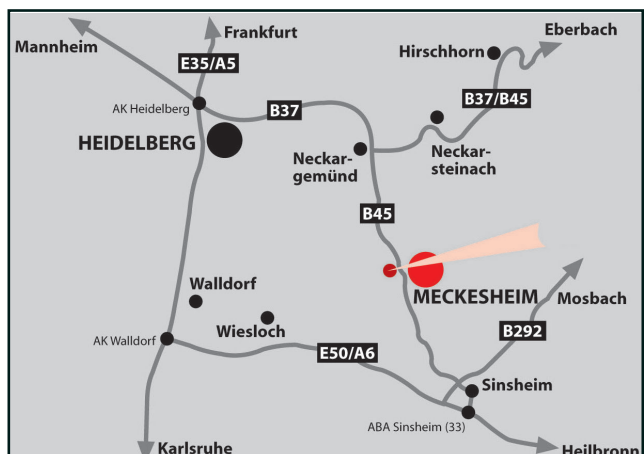 Frankfurt
Eberbach
Mannheim
Hirschhorn
E35/A5
AK Heidelberg
B37
B37/B45
HEIDELBERG
Neckar-
gemünd
Neckar-
steinach
B45
Walldorf
MECKESHEIM
Mosbach
Wiesloch
B292
AK Walldorf
E50/A6
Sinsheim
ABA Sinsheim (33)
Karlsruhe
Heilbronn